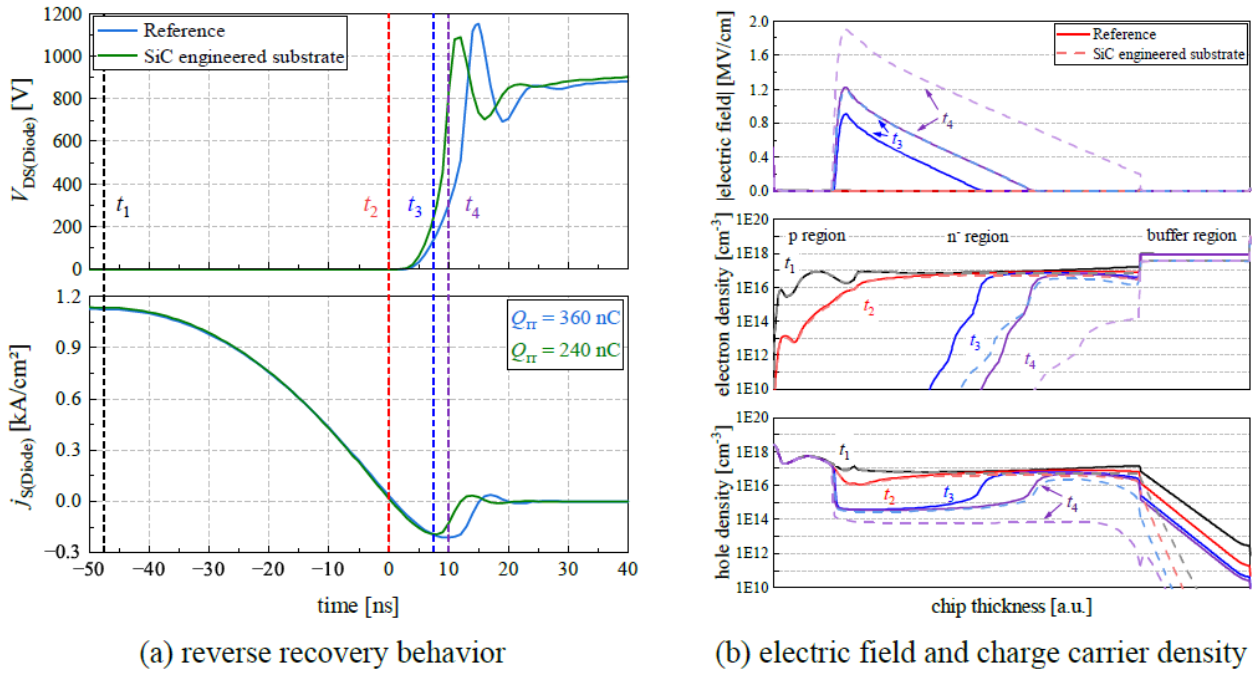 1200
1000
800
600
400
200
0
V_DS(Diode) [V]
Reference
SiC engineered substrate
t₁
t₂
t₃
t₄
1.2
0.9
0.6
0.3
0.0
−0.3
j_S(Diode) [kA/cm²]
Q_rr = 360 nC
Q_rr = 240 nC
−50 −40 −30 −20 −10 0 10 20 30 40
time [ns]
(a) reverse recovery behavior
2.0
1.6
1.2
0.8
0.4
0.0
|electric field| [MV/cm]
Reference
SiC engineered substrate
t₄
t₃
1E20
1E18
1E16
1E14
1E12
1E10
electron density [cm⁻³]
p region n⁻ region buffer region
t₁
t₂
t₃
t₄
1E20
1E18
1E16
1E14
1E12
1E10
hole density [cm⁻³]
t₁
t₂
t₃
t₄
chip thickness [a.u.]
(b) electric field and charge carrier density